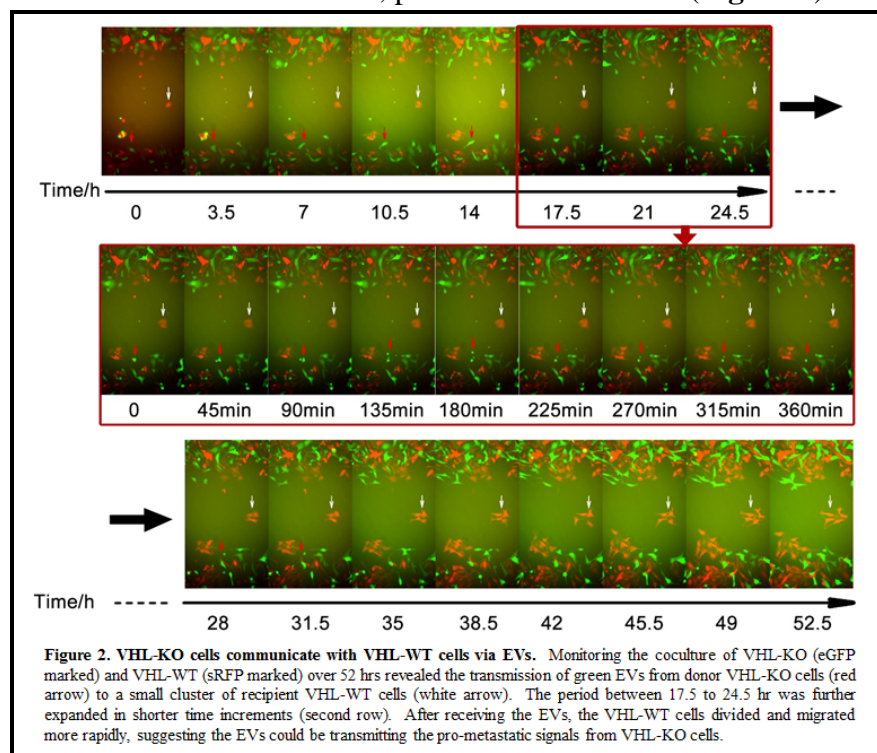 Time/h
0 3.5 7 10.5 14 17.5 21 24.5
0 45min 90min 135min 180min 225min 270min 315min 360min
Time/h
28 31.5 35 38.5 42 45.5 49 52.5
Figure 2. VHL-KO cells communicate with VHL-WT cells via EVs. Monitoring the coculture of VHL-KO (eGFP
marked) and VHL-WT (sRFP marked) over 52 hrs revealed the transmission of green EVs from donor VHL-KO cells (red
arrow) to a small cluster of recipient VHL-WT cells (white arrow). The period between 17.5 to 24.5 hr was further
expanded in shorter time increments (second row). After receiving the EVs, the VHL-WT cells divided and migrated
more rapidly, suggesting the EVs could be transmitting the pro-metastatic signals from VHL-KO cells.